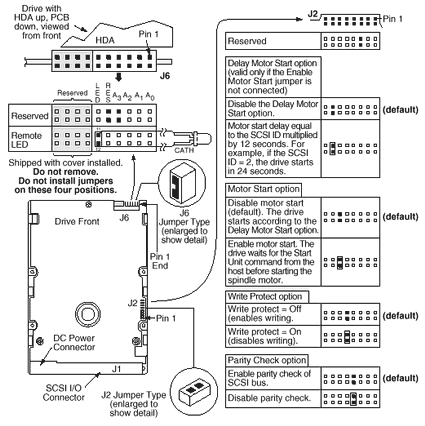 Drive with
HDA up, PCB
down, viewed
from front
HDA
Pin 1
J6
Reserved
LED
RES
A3 A2 A1 A0
Reserved
Remote
LED
CATH
Shipped with cover installed.
Do not remove.
Do not install jumpers
on these four positions.
J6
Jumper Type
(enlarged to
show detail)
Drive Front
J6
Pin 1
End
J2
Pin 1
DC Power
Connector
J1
SCSI I/O
Connector
J2 Jumper Type
(enlarged to
show detail)
J2
Pin 1
Reserved
Delay Motor Start option
(valid only if the Enable
Motor Start jumper is
not connected)
Disable the Delay Motor
Start option.
(default)
Motor start delay equal
to the SCSI ID multiplied
by 12 seconds. For
example, if the SCSI
ID = 2, the drive starts
in 24 seconds.
Motor Start option
Disable motor start
(default). The drive
starts according to the
Delay Motor Start option.
(default)
Enable motor start. The
drive waits for the Start
Unit command from the
host before starting the
spindle motor.
Write Protect option
Write protect = Off
(enables writing).
(default)
Write protect = On
(disables writing).
Parity Check option
Enable parity check of
SCSI bus.
(default)
Disable parity check.